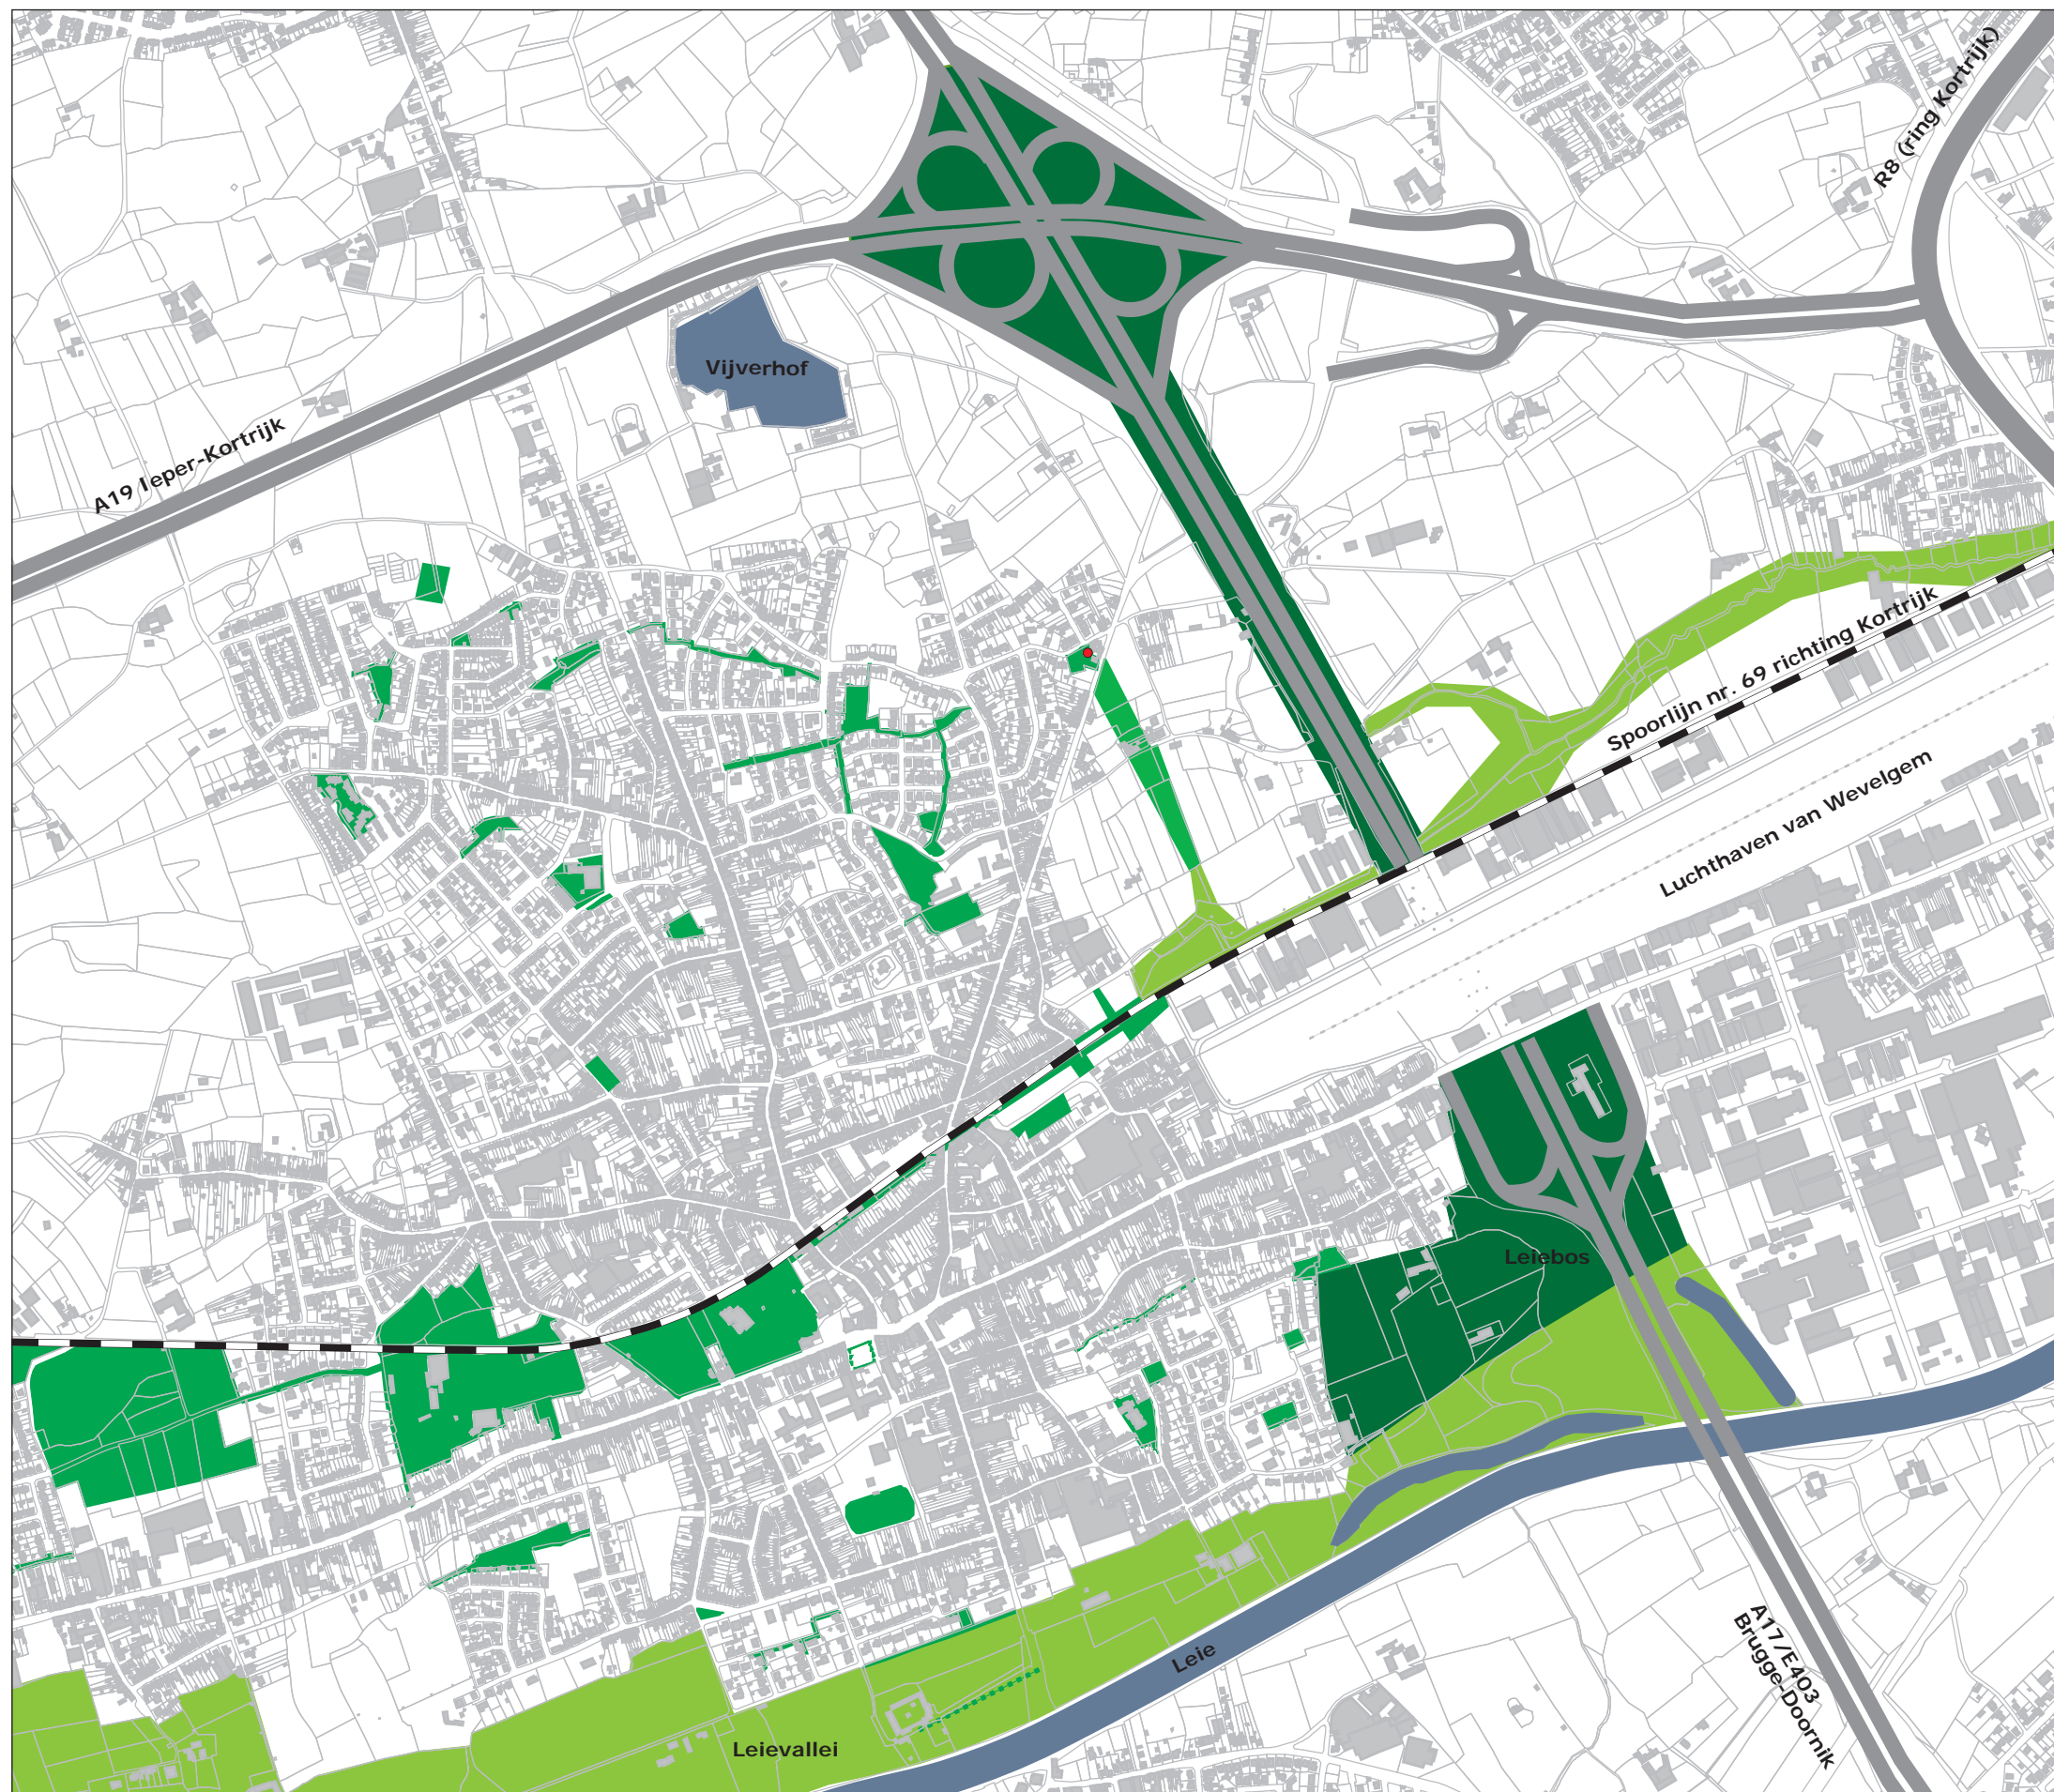 R8 (ring Kortrijk)
Vijverhof
A19 Ieper-Kortrijk
Spoorlijn nr. 69 richting Kortrijk
Luchthaven van Wevelgem
Leiebos
Leie
A17/E403
Brugge-Doornik
Leievallei